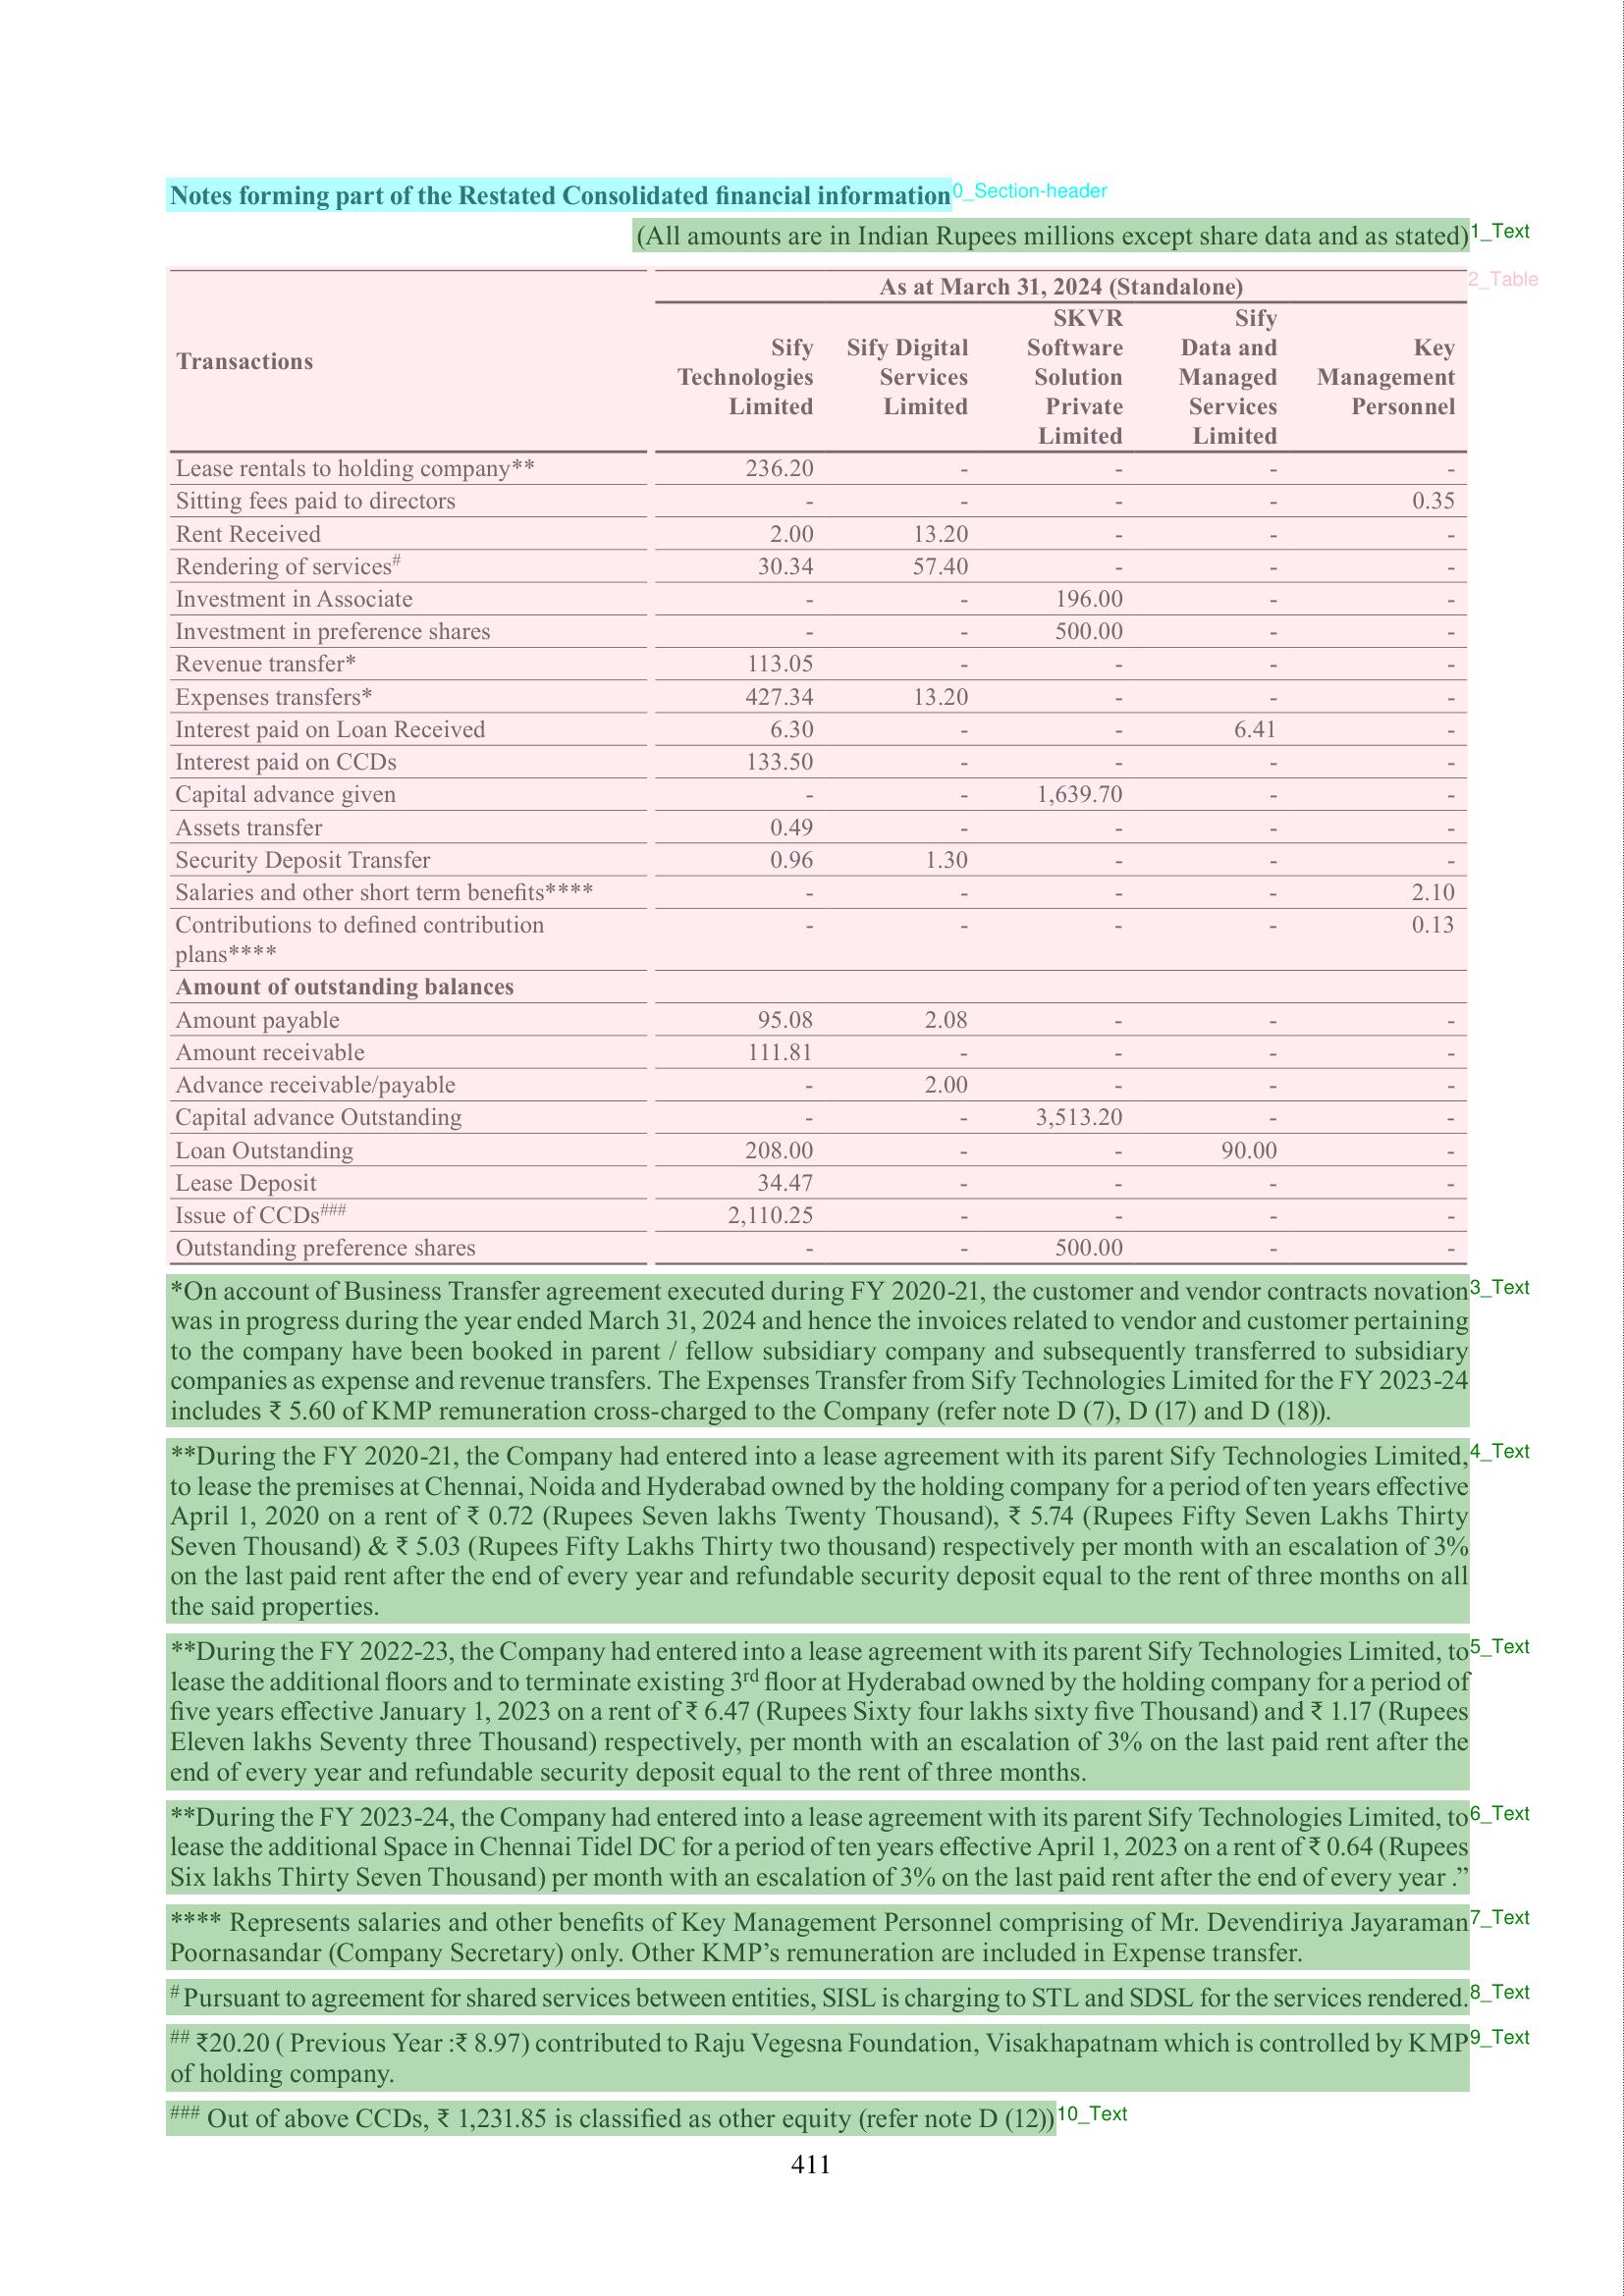 Notes forming part of the Restated Consolidated financial information 0_Section-header
(All amounts are in Indian Rupees millions except share data and as stated) 1_Text
2_Table
As at March 31, 2024 (Standalone)
Transactions Sify Technologies Limited Sify Digital Services Limited SKVR Software Solution Private Limited Sify Data and Managed Services Limited Key Management Personnel
Lease rentals to holding company** 236.20 - - - -
Sitting fees paid to directors - - - - 0.35
Rent Received 2.00 13.20 - - -
Rendering of services# 30.34 57.40 - - -
Investment in Associate - - 196.00 - -
Investment in preference shares - - 500.00 - -
Revenue transfer* 113.05 - - - -
Expenses transfers* 427.34 13.20 - - -
Interest paid on Loan Received 6.30 - - 6.41 -
Interest paid on CCDs 133.50 - - - -
Capital advance given - - 1,639.70 - -
Assets transfer 0.49 - - - -
Security Deposit Transfer 0.96 1.30 - - -
Salaries and other short term benefits**** - - - - 2.10
Contributions to defined contribution plans**** - - - - 0.13
Amount of outstanding balances
Amount payable 95.08 2.08 - - -
Amount receivable 111.81 - - - -
Advance receivable/payable - 2.00 - - -
Capital advance Outstanding - - 3,513.20 - -
Loan Outstanding 208.00 - - 90.00 -
Lease Deposit 34.47 - - - -
Issue of CCDs### 2,110.25 - - - -
Outstanding preference shares - - 500.00 - -
*On account of Business Transfer agreement executed during FY 2020-21, the customer and vendor contracts novation 3_Text
was in progress during the year ended March 31, 2024 and hence the invoices related to vendor and customer pertaining
to the company have been booked in parent / fellow subsidiary company and subsequently transferred to subsidiary
companies as expense and revenue transfers. The Expenses Transfer from Sify Technologies Limited for the FY 2023-24
includes ₹ 5.60 of KMP remuneration cross-charged to the Company (refer note D (7), D (17) and D (18)).
**During the FY 2020-21, the Company had entered into a lease agreement with its parent Sify Technologies Limited, 4_Text
to lease the premises at Chennai, Noida and Hyderabad owned by the holding company for a period of ten years effective
April 1, 2020 on a rent of ₹ 0.72 (Rupees Seven lakhs Twenty Thousand), ₹ 5.74 (Rupees Fifty Seven Lakhs Thirty
Seven Thousand) & ₹ 5.03 (Rupees Fifty Lakhs Thirty two thousand) respectively per month with an escalation of 3%
on the last paid rent after the end of every year and refundable security deposit equal to the rent of three months on all
the said properties.
**During the FY 2022-23, the Company had entered into a lease agreement with its parent Sify Technologies Limited, to 5_Text
lease the additional floors and to terminate existing 3rd floor at Hyderabad owned by the holding company for a period of
five years effective January 1, 2023 on a rent of ₹ 6.47 (Rupees Sixty four lakhs sixty five Thousand) and ₹ 1.17 (Rupees
Eleven lakhs Seventy three Thousand) respectively, per month with an escalation of 3% on the last paid rent after the
end of every year and refundable security deposit equal to the rent of three months.
**During the FY 2023-24, the Company had entered into a lease agreement with its parent Sify Technologies Limited, to 6_Text
lease the additional Space in Chennai Tidel DC for a period of ten years effective April 1, 2023 on a rent of ₹ 0.64 (Rupees
Six lakhs Thirty Seven Thousand) per month with an escalation of 3% on the last paid rent after the end of every year .”
**** Represents salaries and other benefits of Key Management Personnel comprising of Mr. Devendiriya Jayaraman 7_Text
Poornasandar (Company Secretary) only. Other KMP’s remuneration are included in Expense transfer.
# Pursuant to agreement for shared services between entities, SISL is charging to STL and SDSL for the services rendered. 8_Text
## ₹20.20 ( Previous Year :₹ 8.97) contributed to Raju Vegesna Foundation, Visakhapatnam which is controlled by KMP 9_Text
of holding company.
### Out of above CCDs, ₹ 1,231.85 is classified as other equity (refer note D (12)) 10_Text
411